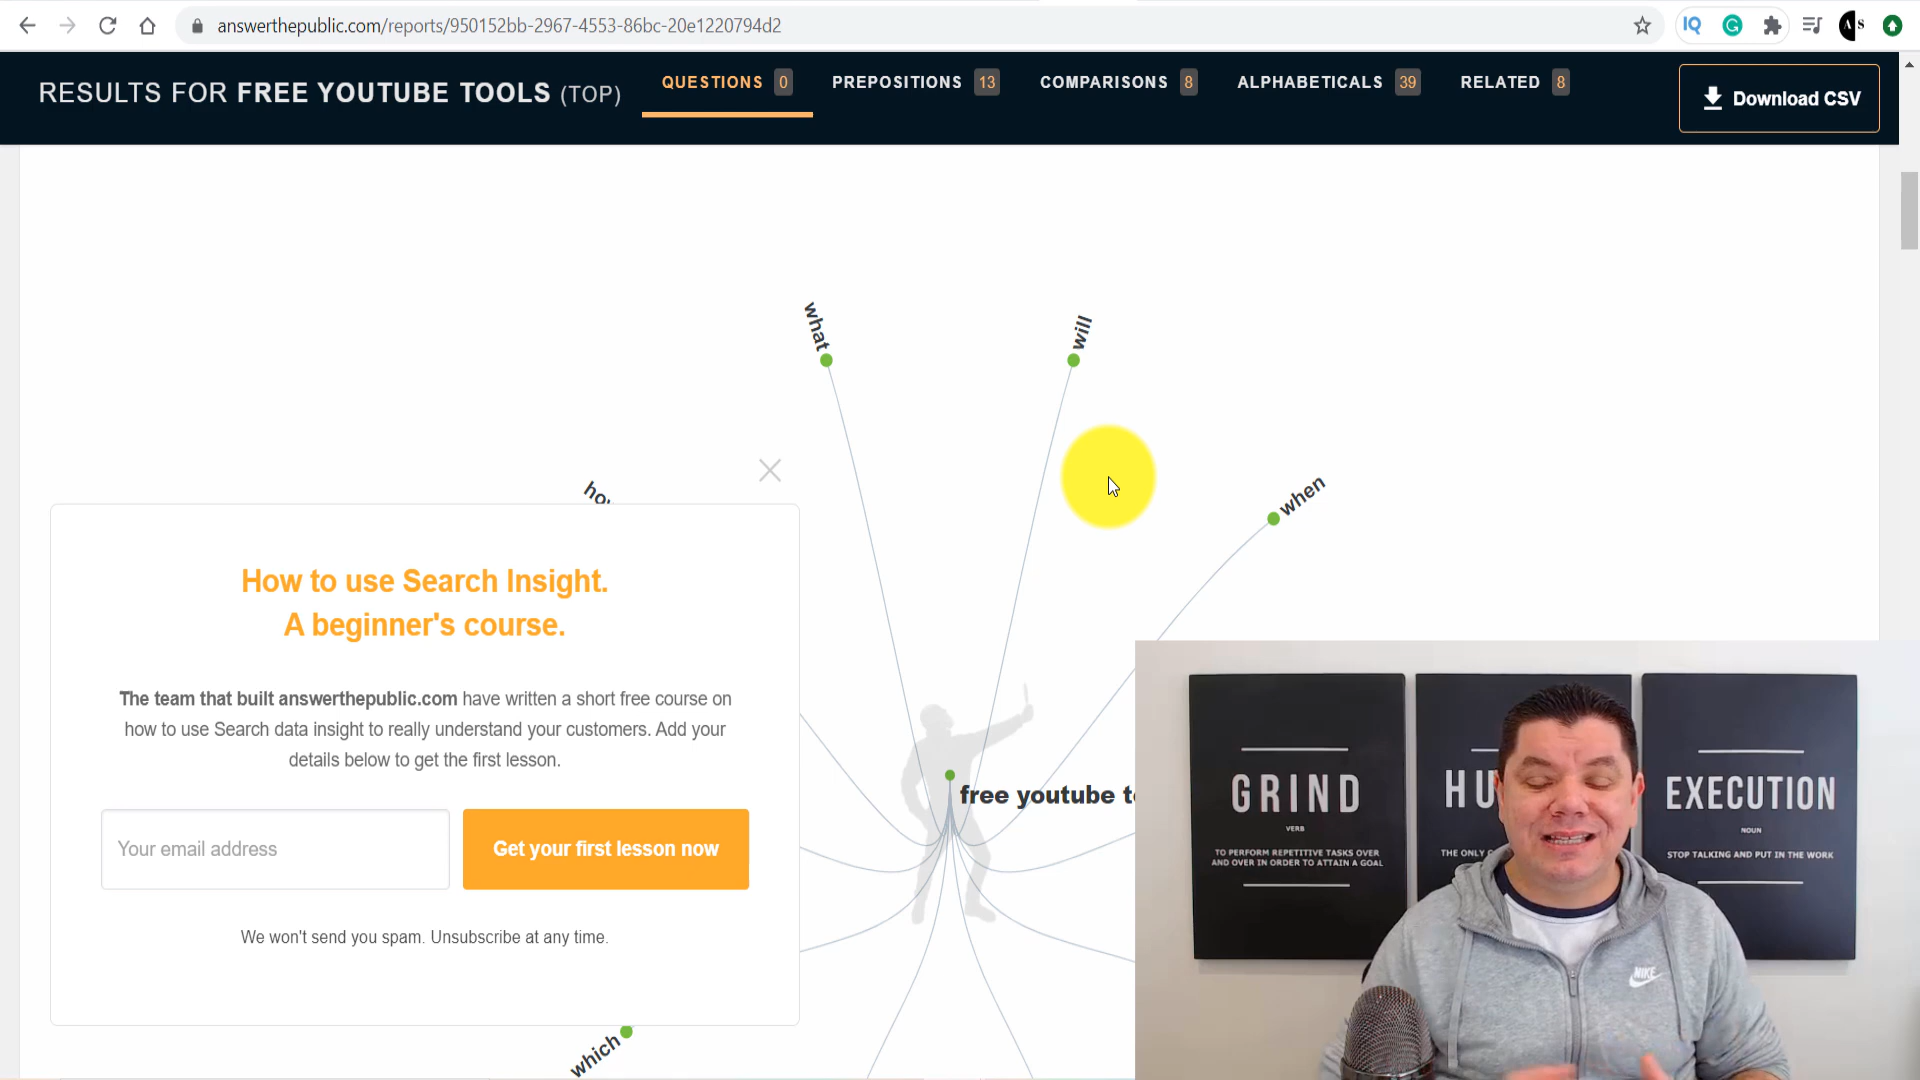 answerthepublic.com/reports/950152bb-2967-4553-86bc-20e1220794d2
IQ
A S
RESULTS FOR FREE YOUTUBE TOOLS (TOP)
QUESTIONS 0
PREPOSITIONS 13
COMPARISONS 8
ALPHABETICALS 39
RELATED 8
Download CSV
what
will
when
How to use Search Insight.
A beginner's course.
The team that built answerthepublic.com have written a short free course on
how to use Search data insight to really understand your customers. Add your
details below to get the first lesson.
Your email address
Get your first lesson now
We won't send you spam. Unsubscribe at any time.
which
free youtube
GRIND
VERB
TO PERFORM REPETITIVE TASKS OVER
AND OVER IN ORDER TO ATTAIN A GOAL
HU
THE ONLY
EXECUTION
NOUN
STOP TALKING AND PUT IN THE WORK
NIKE